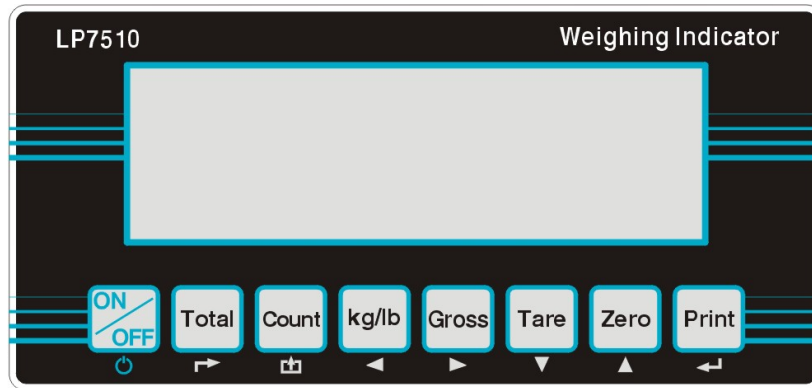 LP7510 Weighing Indicator
ON OFF Total Count kg/lb Gross Tare Zero Print